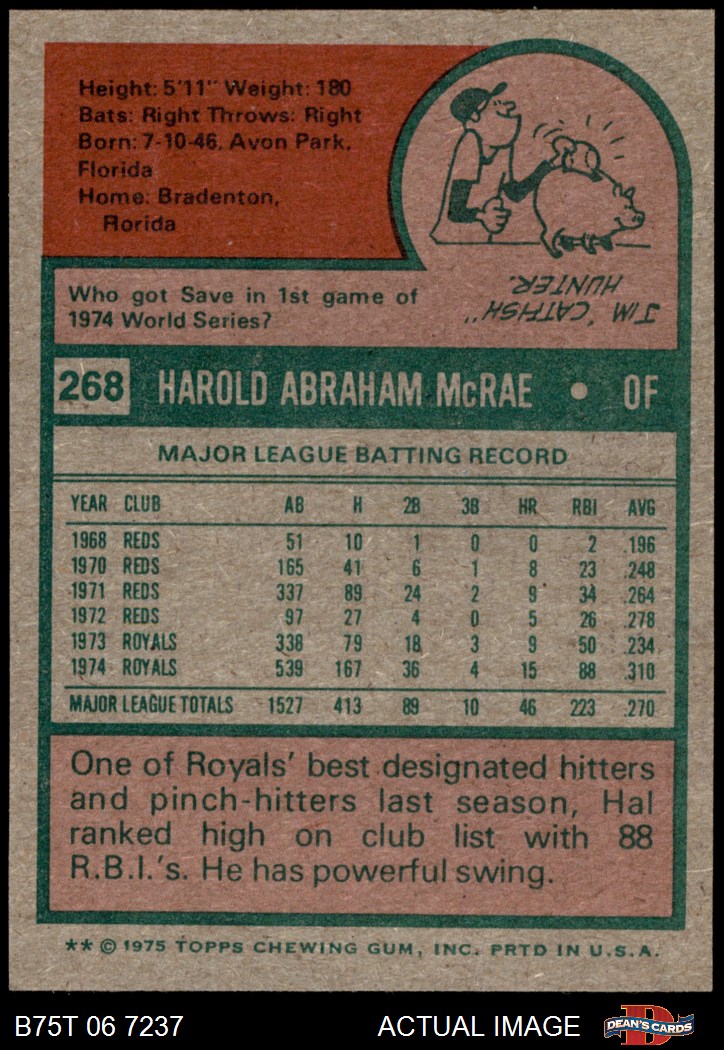 Height: 5'11" Weight: 180
Bats: Right Throws: Right
Born: 7-10-46, Avon Park,
Florida
Home: Bradenton,
Florida
Who got Save in 1st game of
1974 World Series?
JIM "CATFISH"
HUNTER.
268 HAROLD ABRAHAM McRAE • OF
MAJOR LEAGUE BATTING RECORD
YEAR CLUB AB H 2B 3B HR RBI AVG
1968 REDS 51 10 1 0 0 2 .196
1970 REDS 165 41 6 1 8 23 .248
1971 REDS 337 89 24 2 9 34 .264
1972 REDS 97 27 4 0 5 26 .278
1973 ROYALS 338 79 18 3 9 50 .234
1974 ROYALS 539 167 36 4 15 88 .310
MAJOR LEAGUE TOTALS 1527 413 89 10 46 223 .270
One of Royals' best designated hitters
and pinch-hitters last season, Hal
ranked high on club list with 88
R.B.I.'s. He has powerful swing.
** © 1975 TOPPS CHEWING GUM, INC. PRTD IN U.S.A.
B75T 06 7237 ACTUAL IMAGE D DEAN'S CARDS